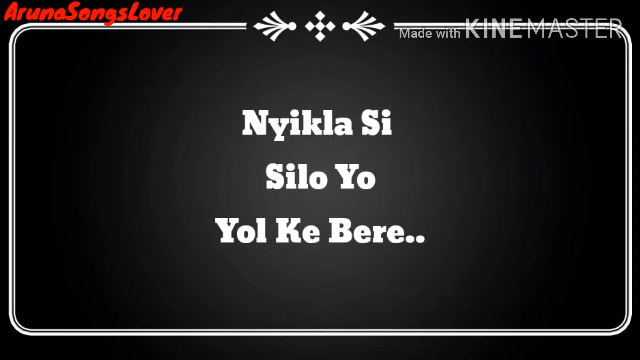 ArunaSongsLover
Made with KINEMASTER
Nyikla Si
Silo Yo
Yol Ke Bere..